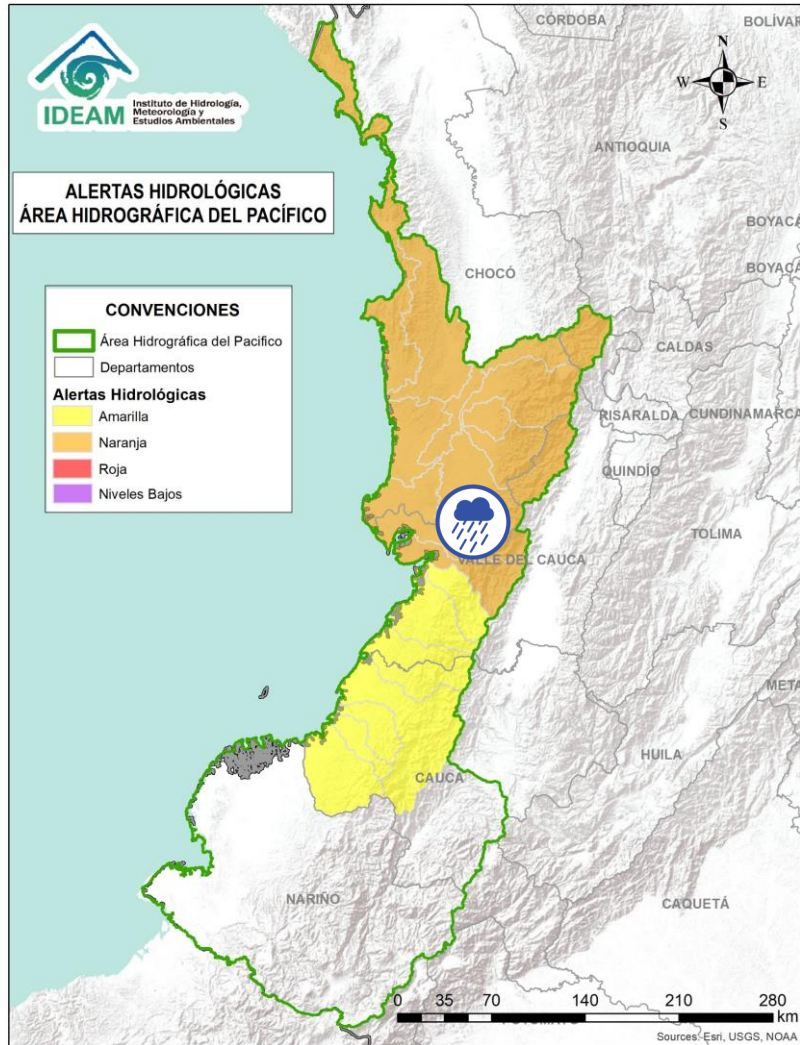 IDEAM
Instituto de Hidrología,
Meteorología y
Estudios Ambientales
ALERTAS HIDROLÓGICAS
ÁREA HIDROGRÁFICA DEL PACÍFICO
CONVENCIONES
Área Hidrográfica del Pacifico
Departamentos
Alertas Hidrológicas
Amarilla
Naranja
Roja
Niveles Bajos
N
W E
S
CÓRDOBA
BOLÍVAR
ANTIOQUIA
BOYACÁ
CHOCÓ
BOYACÁ
CALDAS
RISARALDA
CUNDINAMARCA
QUINDÍO
TOLIMA
VALLE DEL CAUCA
META
HUILA
CAUCA
NARIÑO
CAQUETÁ
0 35 70 140 210 280
km
Sources: Esri, USGS, NOAA